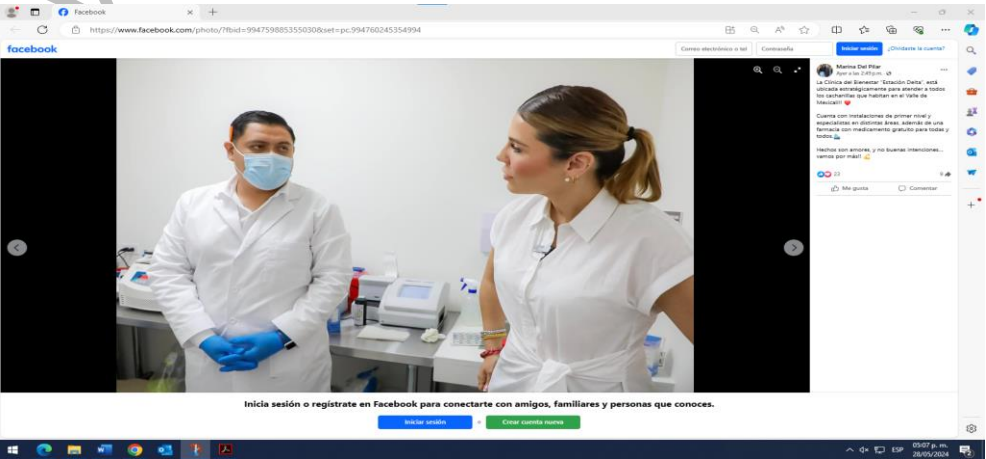 Facebook
https://www.facebook.com/photo/?fbid=994759885355030&set=pc.994760245354994
facebook
Correo electrónico o tel
Contraseña
Iniciar sesión
¿Olvidaste la cuenta?
Marina Del Pilar
Ayer a las 2:49 p.m.
La Clínica del Bienestar "Estación Delta", está
ubicada estratégicamente para atender a todos
los cachanillas que habitan en el Valle de
Mexicali!
Cuenta con instalaciones de primer nivel y
especialistas en distintas áreas, además de una
farmacia con medicamento gratuito para todas y
todos
Hechos son amores, y no buenas intenciones...
vamos por más!!
23
Me gusta
Comentar
Inicia sesión o regístrate en Facebook para conectarte con amigos, familiares y personas que conoces.
Iniciar sesión
o
Crear cuenta nueva
ESP
05:07 p. m.
28/05/2024